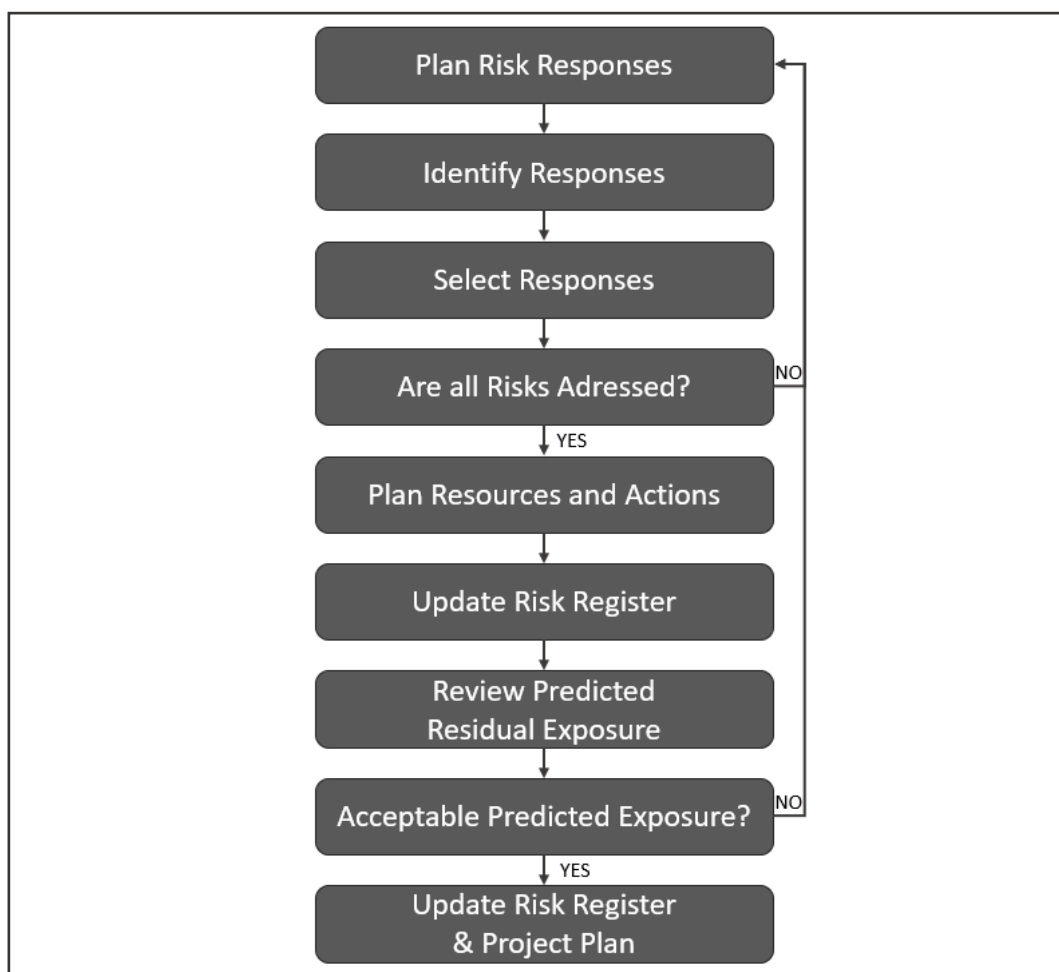 Plan Risk Responses
Identify Responses
Select Responses
Are all Risks Adressed?
NO
YES
Plan Resources and Actions
Update Risk Register
Review Predicted
Residual Exposure
Acceptable Predicted Exposure?
NO
YES
Update Risk Register
& Project Plan